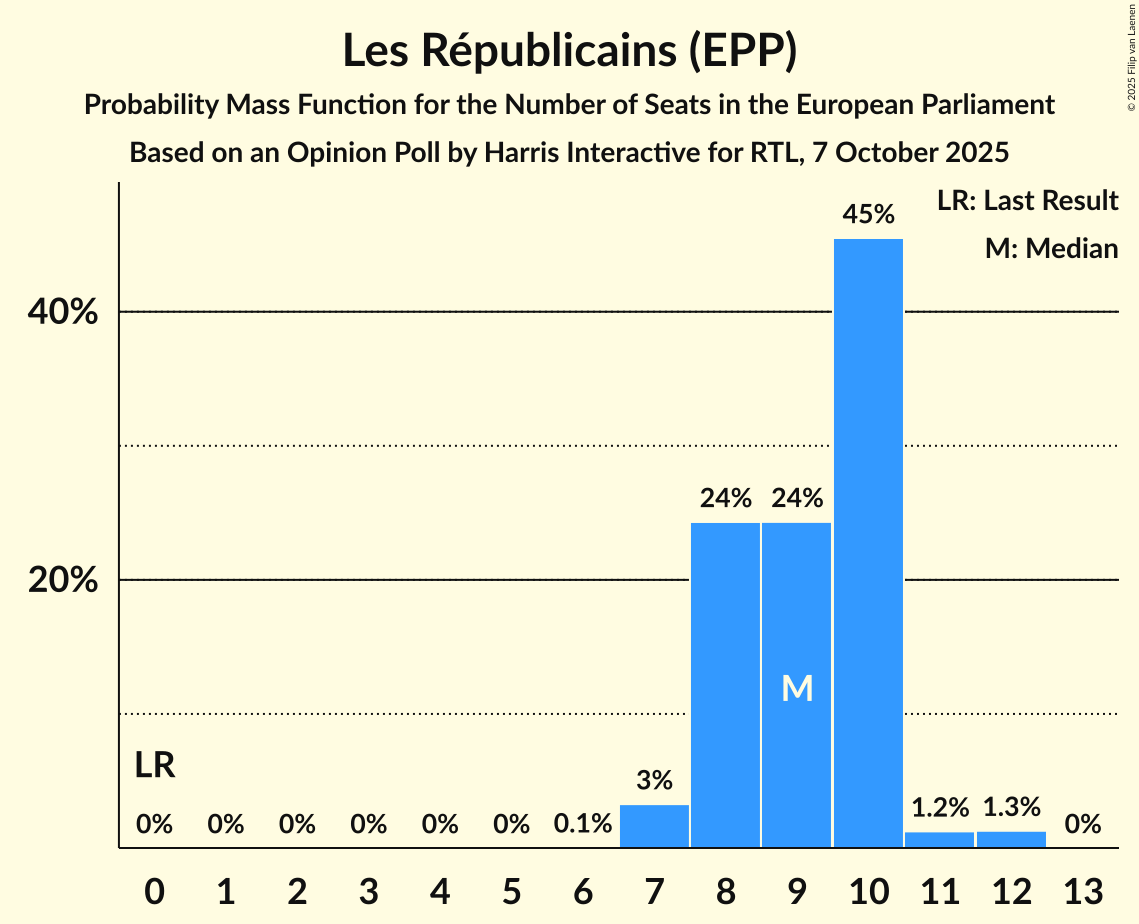 Les Républicains (EPP)
Probability Mass Function for the Number of Seats in the European Parliament
Based on an Opinion Poll by Harris Interactive for RTL, 7 October 2025
© 2025 Filip van Laenen
LR: Last Result
M: Median
45%
40%
24% 24%
20%
M
LR
0% 0% 0% 0% 0% 0% 0.1% 3% 1.2% 1.3% 0%
0 1 2 3 4 5 6 7 8 9 10 11 12 13